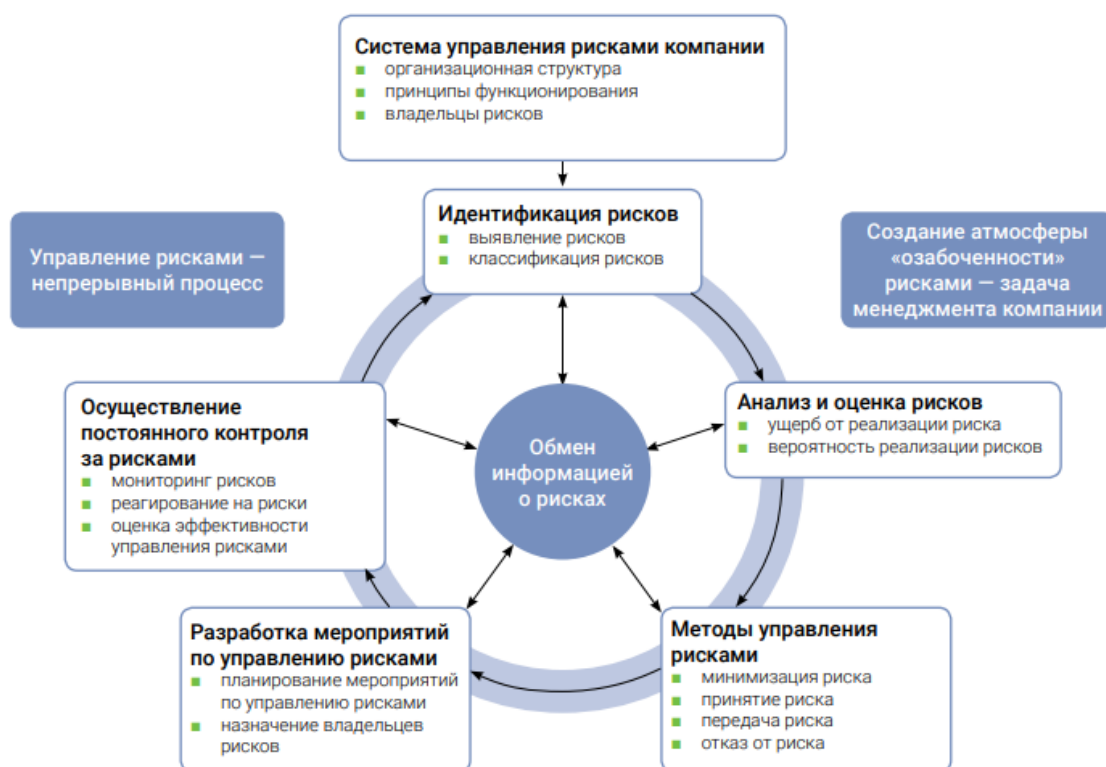 Система управления рисками компании
организационная структура
принципы функционирования
владельцы рисков
Идентификация рисков
выявление рисков
классификация рисков
Управление рисками —
непрерывный процесс
Создание атмосферы
«озабоченности»
рисками — задача
менеджмента компании
Осуществление
постоянного контроля
за рисками
мониторинг рисков
реагирование на риски
оценка эффективности
управления рисками
Обмен
информацией
о рисках
Анализ и оценка рисков
ущерб от реализации риска
вероятность реализации рисков
Разработка мероприятий
по управлению рисками
планирование мероприятий
по управлению рисками
назначение владельцев
рисков
Методы управления
рисками
минимизация риска
принятие риска
передача риска
отказ от риска